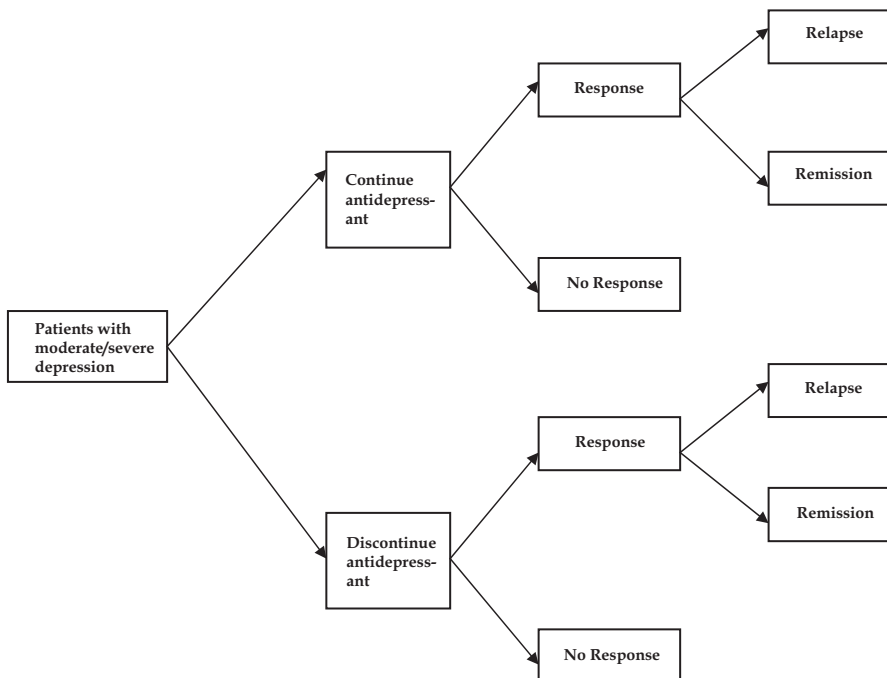 Relapse
Response
Continue
antidepress-
ant
Remission
No Response
Patients with
moderate/severe
depression
Relapse
Response
Discontinue
antidepress-
ant
Remission
No Response